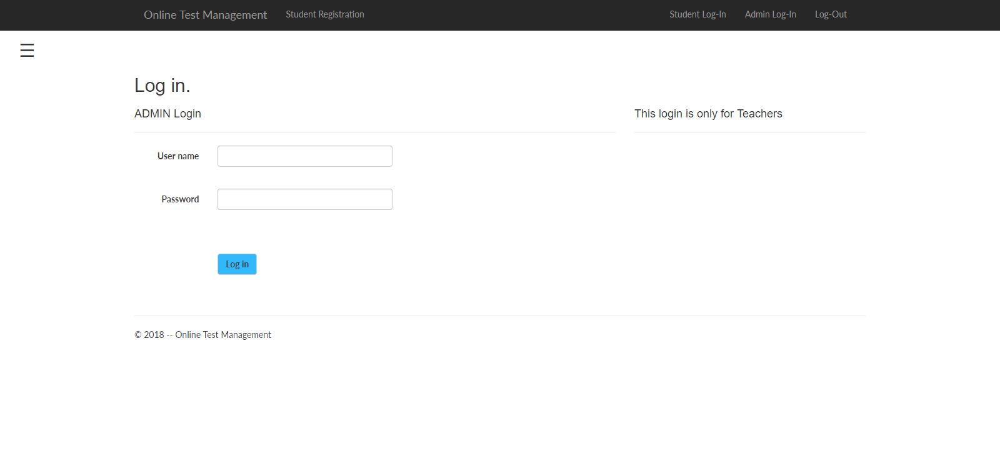 Online Test Management Student Registration Student Log-In Admin Log-In Log-Out
Log in.
ADMIN Login
This login is only for Teachers
User name
Password
Log in
© 2018 -- Online Test Management